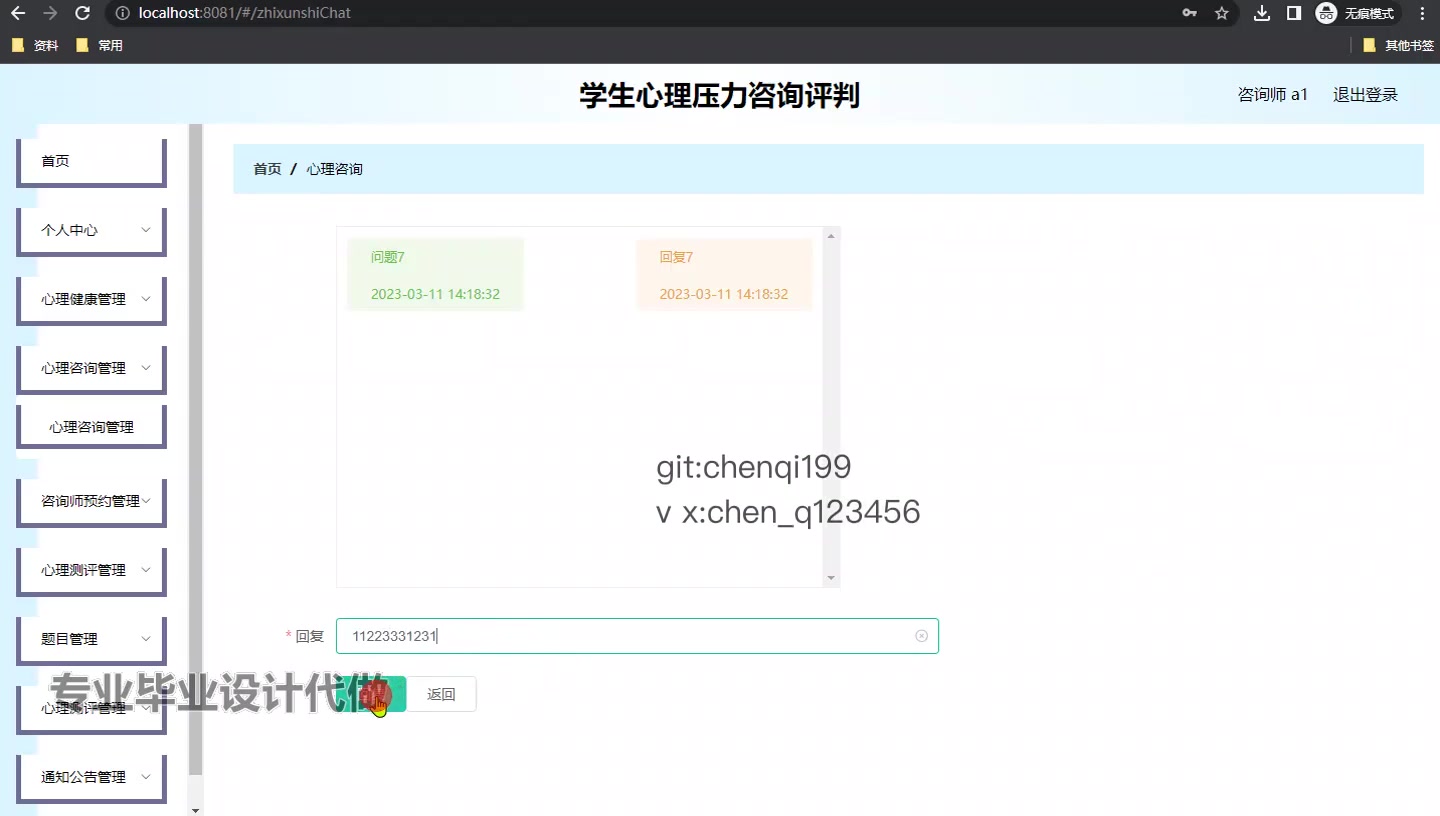 localhost:8081/#/zhixunshiChat
无痕模式
资料
常用
其他书签
学生心理压力咨询评判
咨询师 a1
退出登录
首页
个人中心
心理健康管理
心理咨询管理
心理咨询管理
咨询师预约管理
心理测评管理
题目管理
心理测评管理
通知公告管理
首页 / 心理咨询
问题7
2023-03-11 14:18:32
回复7
2023-03-11 14:18:32
git:chenqi199
v x:chen_q123456
* 回复
11223331231
返回
专业毕业设计代做